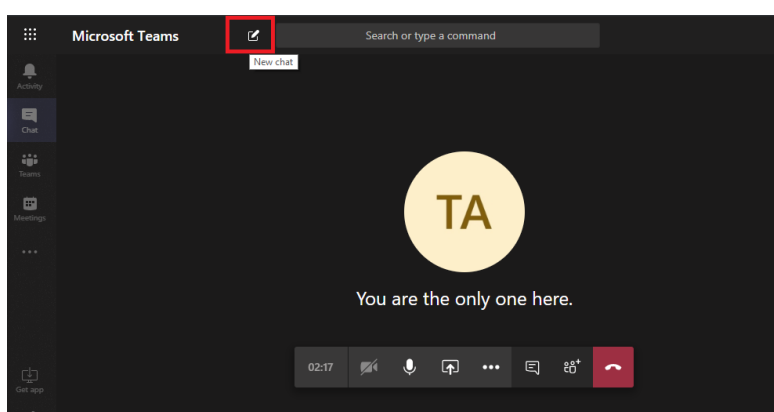 Microsoft Teams
Search or type a command
New chat
Activity
Chat
Teams
Meetings
TA
You are the only one here.
02:17
Get app